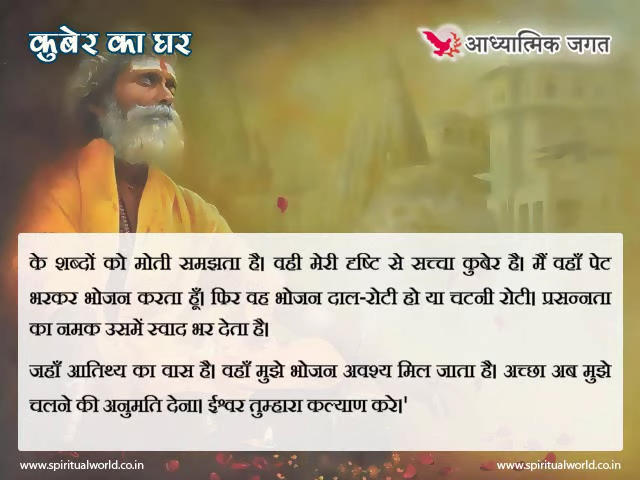 कुबेर का घर
आध्यात्मिक जगत
के शब्दों को मोती समझता है। वही मेरी दृष्टि से सच्चा कुबेर है। मैं वहाँ पेट
भरकर भोजन करता हूँ। फिर वह भोजन दाल-रोटी हो या चटनी रोटी। प्रसन्नता
का नमक उसमें स्वाद भर देता है।
जहाँ आतिथ्य का वास है। वहाँ मुझे भोजन अवश्य मिल जाता है। अच्छा अब मुझे
चलने की अनुमति देना। ईश्वर तुम्हारा कल्याण करे।'
www.spiritualworld.co.in
www.spiritualworld.co.in